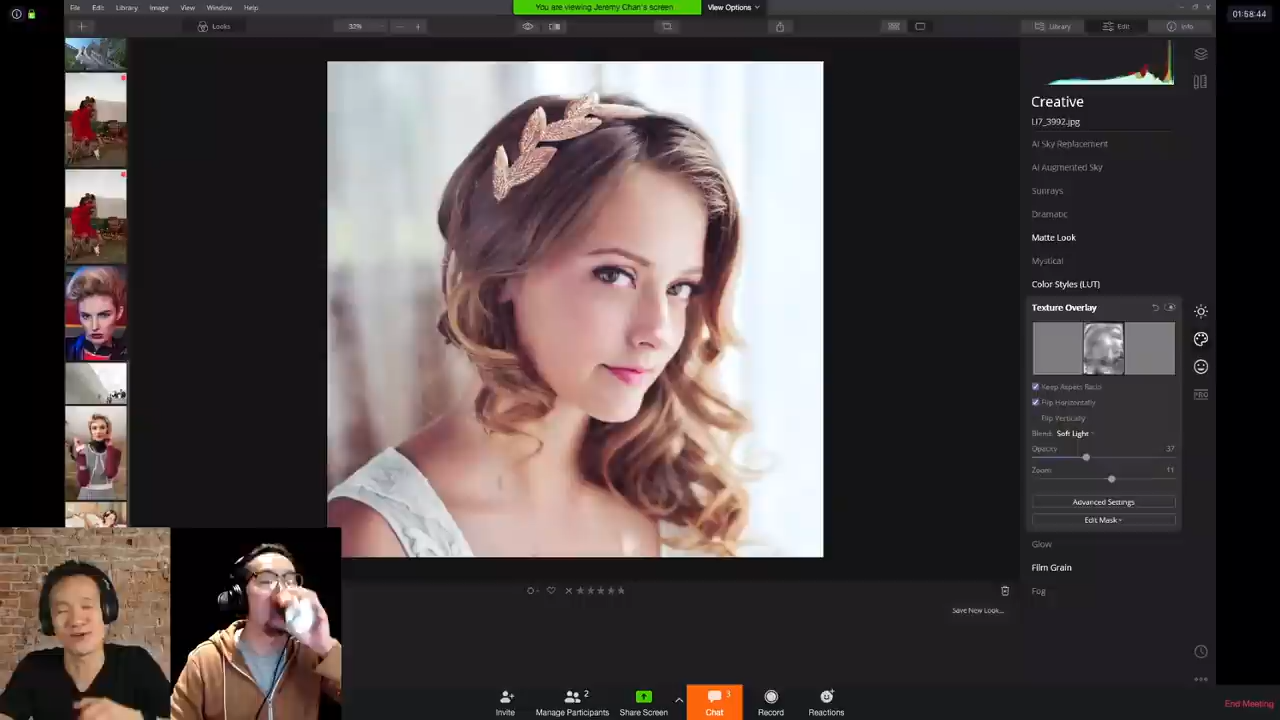 You are viewing Jeremy Chan's screen
View Options
01:58:44
File Edit Library Image View Window Help
Looks
32%
Library
Edit
Info
Creative
LI7_3992.jpg
AI Sky Replacement
AI Augmented Sky
Sunrays
Dramatic
Matte Look
Mystical
Color Styles (LUT)
Texture Overlay
Keep Aspect Ratio
Flip Horizontally
Flip Vertically
Blend: Soft Light
Opacity 37
Zoom 11
Advanced Settings
Edit Mask
Glow
Film Grain
Fog
PRO
Save New Look...
Invite
Manage Participants
2
Share Screen
Chat
3
Record
Reactions
End Meeting